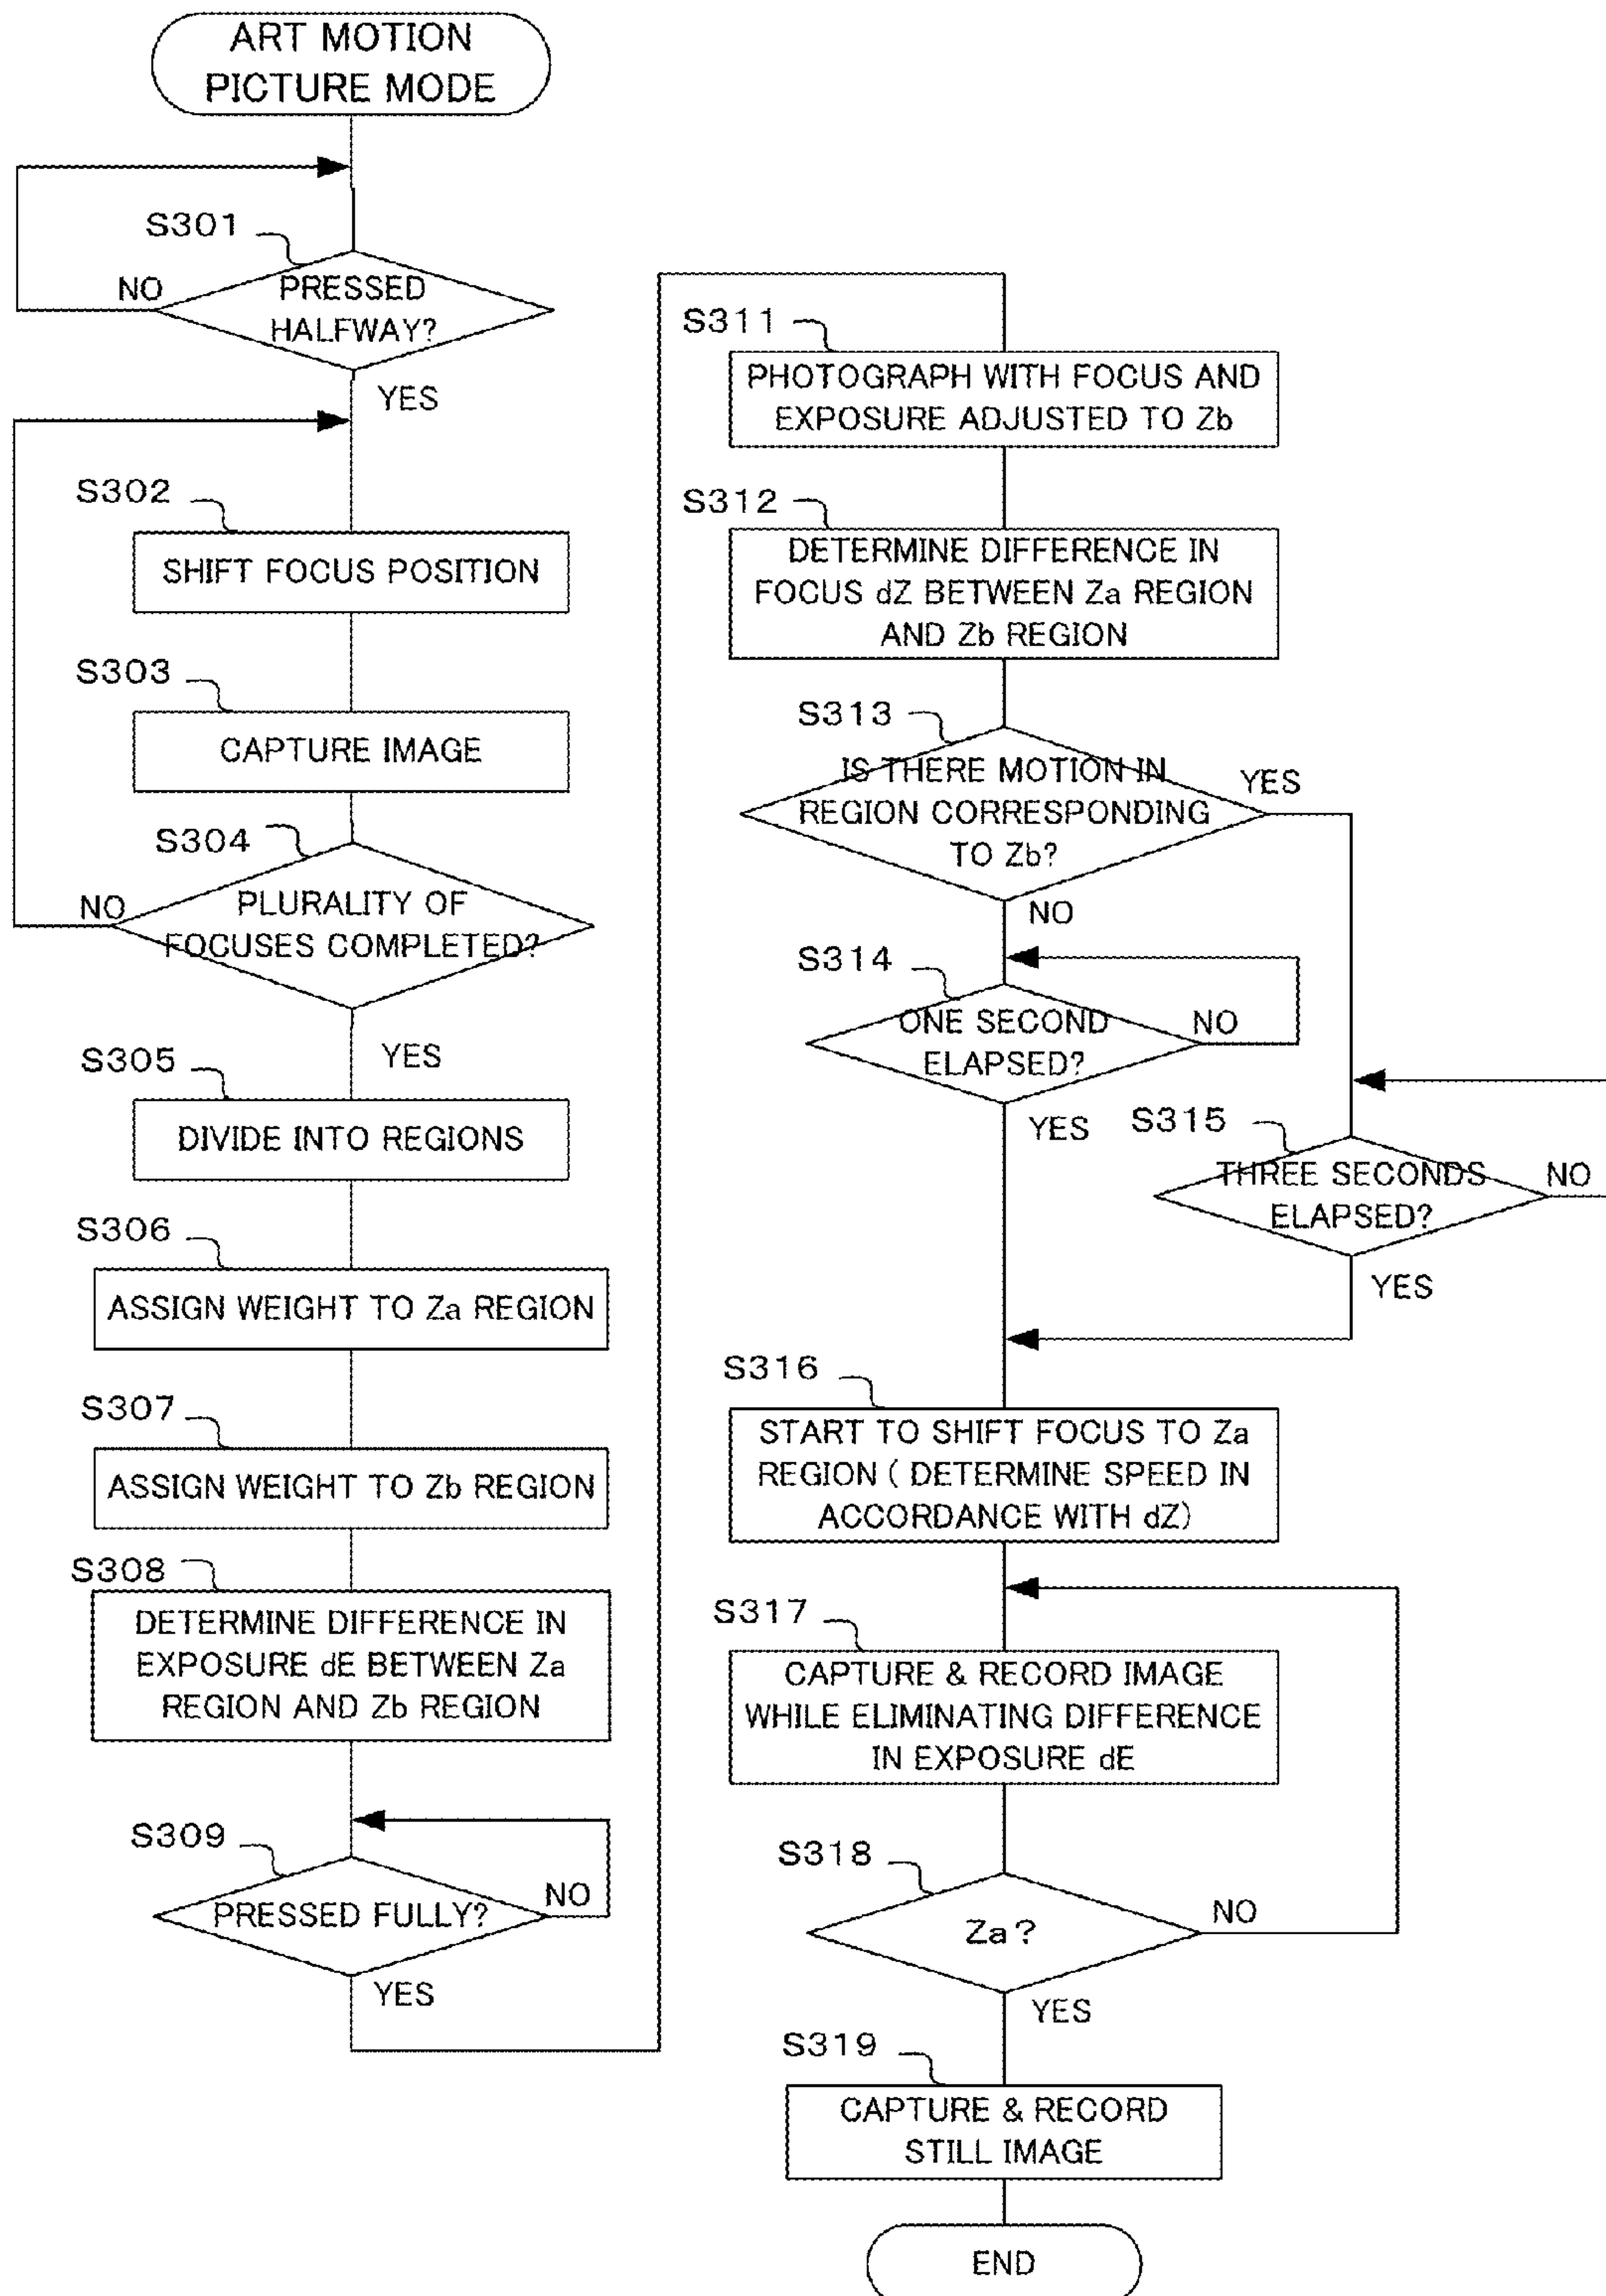 ART MOTION
PICTURE MODE
S301
NO
PRESSED
HALFWAY?
YES
S302
SHIFT FOCUS POSITION
S303
CAPTURE IMAGE
S304
NO
PLURALITY OF
FOCUSES COMPLETED?
YES
S305
DIVIDE INTO REGIONS
S306
ASSIGN WEIGHT TO Za REGION
S307
ASSIGN WEIGHT TO Zb REGION
S308
DETERMINE DIFFERENCE IN
EXPOSURE dE BETWEEN Za
REGION AND Zb REGION
S309
PRESSED FULLY?
NO
YES
S311
PHOTOGRAPH WITH FOCUS AND
EXPOSURE ADJUSTED TO Zb
S312
DETERMINE DIFFERENCE IN
FOCUS dZ BETWEEN Za REGION
AND Zb REGION
S313
IS THERE MOTION IN
REGION CORRESPONDING
TO Zb?
YES
NO
S314
ONE SECOND
ELAPSED?
NO
YES
S315
THREE SECONDS
ELAPSED?
NO
YES
S316
START TO SHIFT FOCUS TO Za
REGION ( DETERMINE SPEED IN
ACCORDANCE WITH dZ)
S317
CAPTURE & RECORD IMAGE
WHILE ELIMINATING DIFFERENCE
IN EXPOSURE dE
S318
Za ?
NO
YES
S319
CAPTURE & RECORD
STILL IMAGE
END